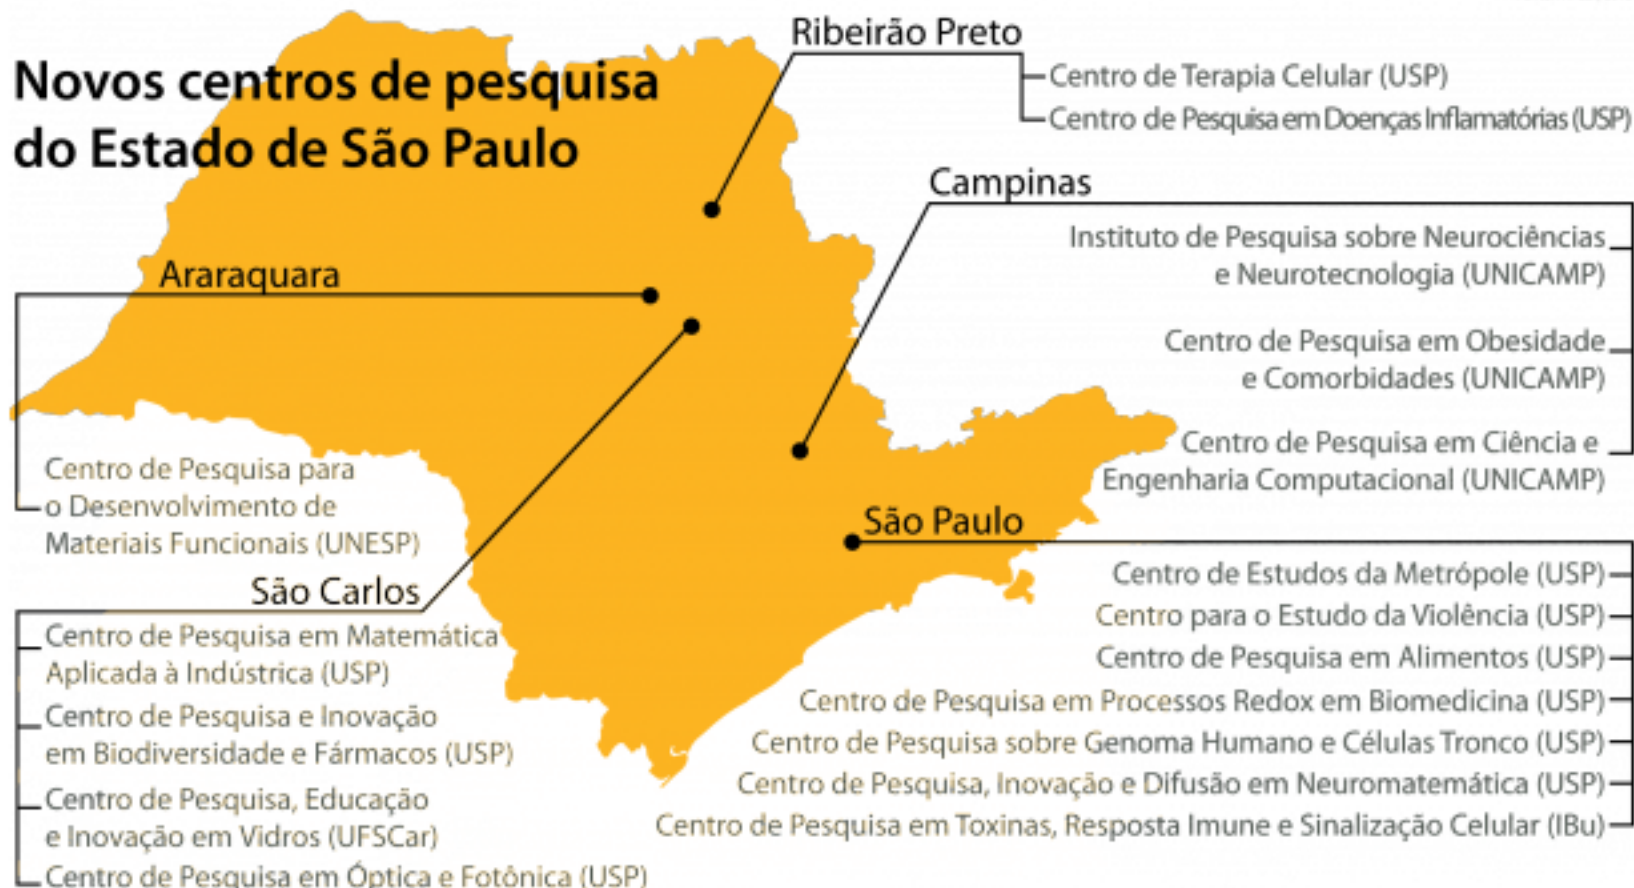 Novos centros de pesquisa
do Estado de São Paulo
Ribeirão Preto
Centro de Terapia Celular (USP)
Centro de Pesquisa em Doenças Inflamatórias (USP)
Campinas
Instituto de Pesquisa sobre Neurociências
e Neurotecnologia (UNICAMP)
Centro de Pesquisa em Obesidade
e Comorbidades (UNICAMP)
Centro de Pesquisa em Ciência e
Engenharia Computacional (UNICAMP)
Araraquara
Centro de Pesquisa para
o Desenvolvimento de
Materiais Funcionais (UNESP)
São Carlos
Centro de Pesquisa em Matemática
Aplicada à Indústrica (USP)
Centro de Pesquisa e Inovação
em Biodiversidade e Fármacos (USP)
Centro de Pesquisa, Educação
e Inovação em Vidros (UFSCar)
Centro de Pesquisa em Óptica e Fotônica (USP)
São Paulo
Centro de Estudos da Metrópole (USP)
Centro para o Estudo da Violência (USP)
Centro de Pesquisa em Alimentos (USP)
Centro de Pesquisa em Processos Redox em Biomedicina (USP)
Centro de Pesquisa sobre Genoma Humano e Células Tronco (USP)
Centro de Pesquisa, Inovação e Difusão em Neuromatemática (USP)
Centro de Pesquisa em Toxinas, Resposta Imune e Sinalização Celular (IBu)